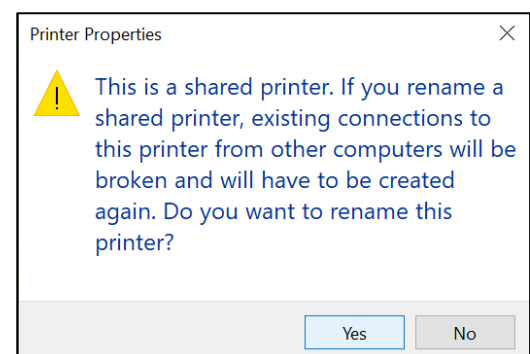 Printer Properties
This is a shared printer. If you rename a
shared printer, existing connections to
this printer from other computers will be
broken and will have to be created
again. Do you want to rename this
printer?
Yes No